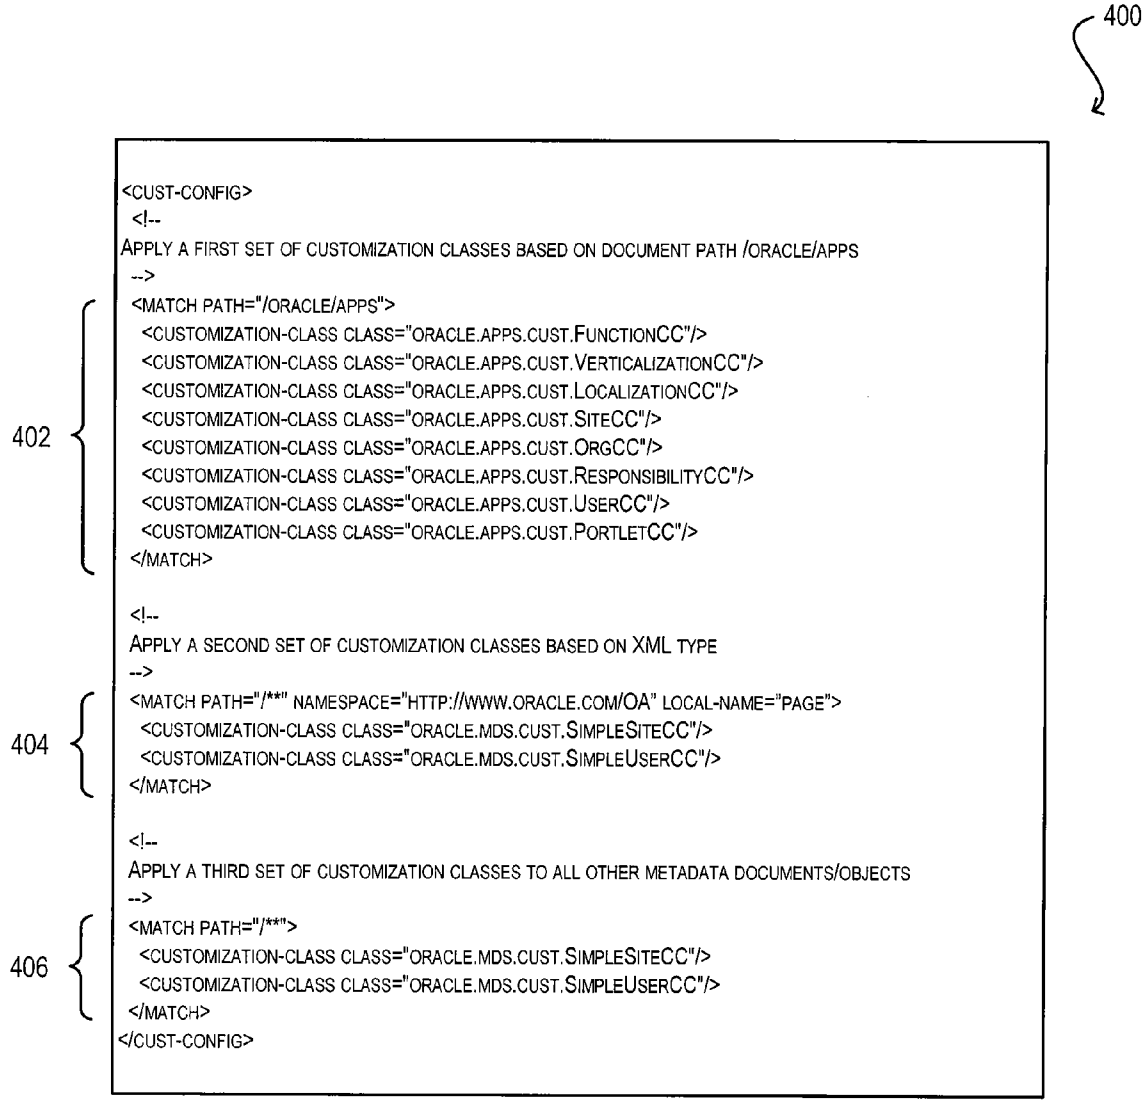 400
<CUST-CONFIG>
<!--
APPLY A FIRST SET OF CUSTOMIZATION CLASSES BASED ON DOCUMENT PATH /ORACLE/APPS
-->
<MATCH PATH="/ORACLE/APPS">
<CUSTOMIZATION-CLASS CLASS="ORACLE.APPS.CUST.FUNCTIONCC"/>
<CUSTOMIZATION-CLASS CLASS="ORACLE.APPS.CUST.VERTICALIZATIONCC"/>
<CUSTOMIZATION-CLASS CLASS="ORACLE.APPS.CUST.LOCALIZATIONCC"/>
<CUSTOMIZATION-CLASS CLASS="ORACLE.APPS.CUST.SITECC"/>
402
<CUSTOMIZATION-CLASS CLASS="ORACLE.APPS.CUST.ORGCC"/>
<CUSTOMIZATION-CLASS CLASS="ORACLE.APPS.CUST.RESPONSIBILITYCC"/>
<CUSTOMIZATION-CLASS CLASS="ORACLE.APPS.CUST.USERCC"/>
<CUSTOMIZATION-CLASS CLASS="ORACLE.APPS.CUST.PORTLETCC"/>
</MATCH>
<!--
APPLY A SECOND SET OF CUSTOMIZATION CLASSES BASED ON XML TYPE
-->
<MATCH PATH="/**" NAMESPACE="HTTP://WWW.ORACLE.COM/OA" LOCAL-NAME="PAGE">
<CUSTOMIZATION-CLASS CLASS="ORACLE.MDS.CUST.SIMPLESITECC"/>
404
<CUSTOMIZATION-CLASS CLASS="ORACLE.MDS.CUST.SIMPLEUSERCC"/>
</MATCH>
<!--
APPLY A THIRD SET OF CUSTOMIZATION CLASSES TO ALL OTHER METADATA DOCUMENTS/OBJECTS
-->
<MATCH PATH="/**">
<CUSTOMIZATION-CLASS CLASS="ORACLE.MDS.CUST.SIMPLESITECC"/>
406
<CUSTOMIZATION-CLASS CLASS="ORACLE.MDS.CUST.SIMPLEUSERCC"/>
</MATCH>
</CUST-CONFIG>